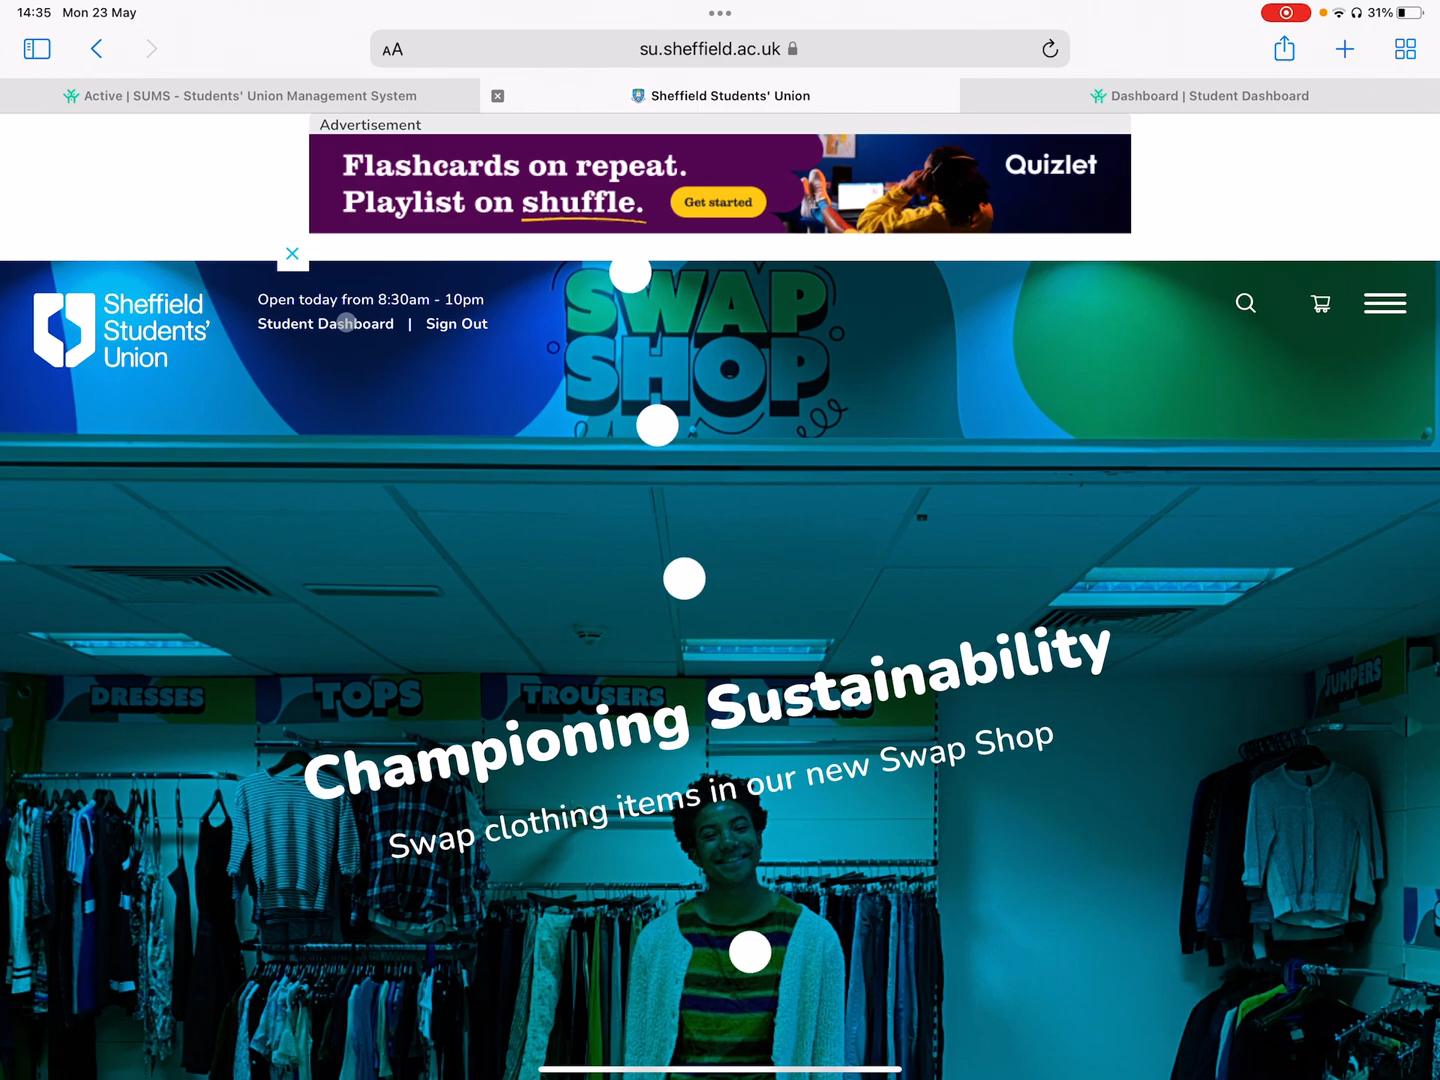 14:35 Mon 23 May
31%
AA
su.sheffield.ac.uk
Active | SUMS - Students' Union Management System
Sheffield Students' Union
Dashboard | Student Dashboard
Advertisement
Flashcards on repeat.
Playlist on shuffle.
Get started
Quizlet
Sheffield
Students'
Union
Open today from 8:30am - 10pm
Student Dashboard | Sign Out
SWAP
SHOP
Championing Sustainability
Swap clothing items in our new Swap Shop
DRESSES
TOPS
TROUSERS
JUMPERS